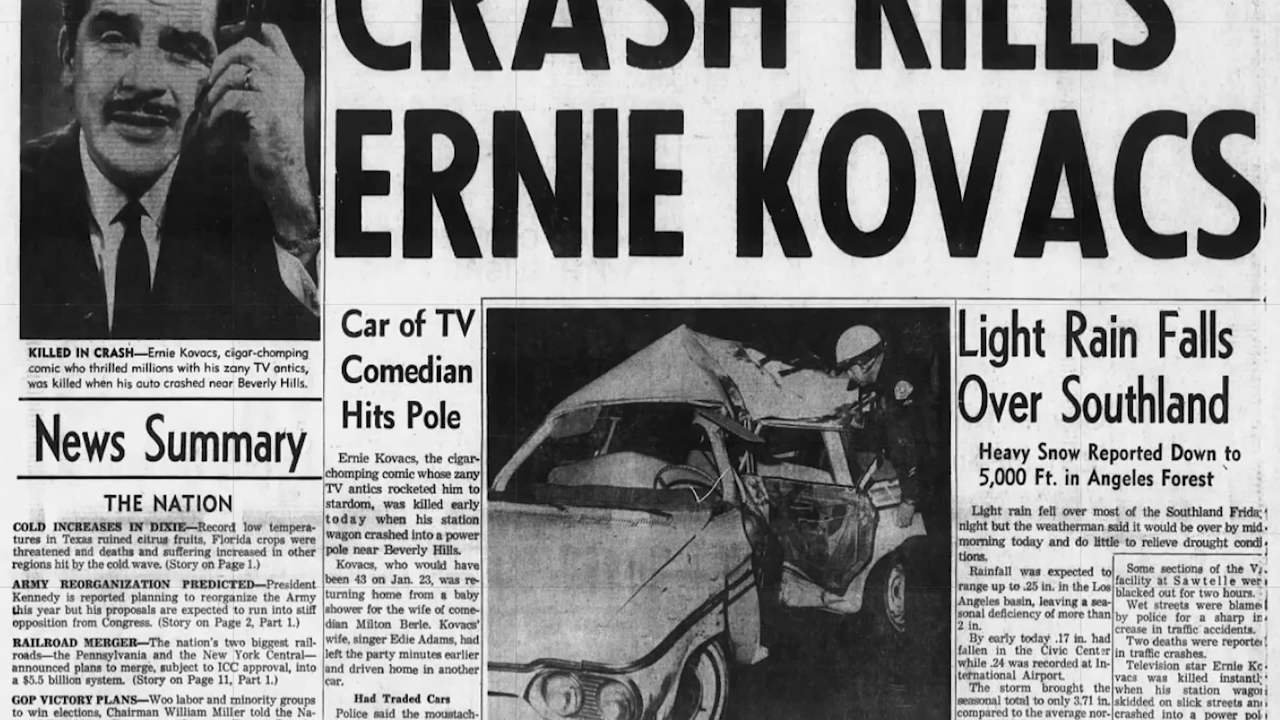 CRASH KILLS
ERNIE KOVACS
KILLED IN CRASH—Ernie Kovacs, cigar-chomping
comic who thrilled millions with his zany TV antics,
was killed when his auto crashed near Beverly Hills.
News Summary
THE NATION
COLD INCREASES IN DIXIE—Record low tempera-
tures in Texas ruined citrus fruits, Florida crops were
threatened and deaths and suffering increased in other
regions hit by the cold wave. (Story on Page 1.)
ARMY REORGANIZATION PREDICTED—President
Kennedy is reported planning to reorganize the Army
this year but his proposals are expected to run into stiff
opposition from Congress. (Story on Page 2, Part 1.)
RAILROAD MERGER—The nation's two biggest rail-
roads—the Pennsylvania and the New York Central—
announced plans to merge, subject to ICC approval, into
a $5.5 billion system. (Story on Page 11, Part 1.)
GOP VICTORY PLANS—Woo labor and minority groups
to win elections, Chairman William Miller told the Na-
Car of TV
Comedian
Hits Pole
Ernie Kovacs, the cigar-
chomping comic whose zany
TV antics rocketed him to
stardom, was killed early
today when his station
wagon crashed into a power
pole near Beverly Hills.
Kovacs, who would have
been 43 on Jan. 23, was re-
turning home from a baby
shower for the wife of come-
dian Milton Berle. Kovacs'
wife, singer Edie Adams, had
left the party minutes earlier
and driven home in another
car.
Had Traded Cars
Police said the moustach-
Light Rain Falls
Over Southland
Heavy Snow Reported Down to
5,000 Ft. in Angeles Forest
Light rain fell over most of the Southland Friday
night but the weatherman said it would be over by mid-
morning today and do little to relieve drought condi-
tions.
Rainfall was expected to
range up to .25 in. in the Los
Angeles basin, leaving a sea-
sonal deficiency of more than
2 in.
By early today .17 in. had
fallen in the Civic Center
while .24 was recorded at In-
ternational Airport.
The storm brought the
seasonal total to only 3.71 in.
compared to the average nor-
Some sections of the
facility at Sawtelle were
blacked out for two hours.
Wet streets were blamed
by police for a sharp in-
crease in traffic accidents.
Two deaths were reported
in traffic crashes.
Television star Ernie Ko-
vacs was killed instantly
when his station wagon
skidded on slick streets and
crashed into a power pole